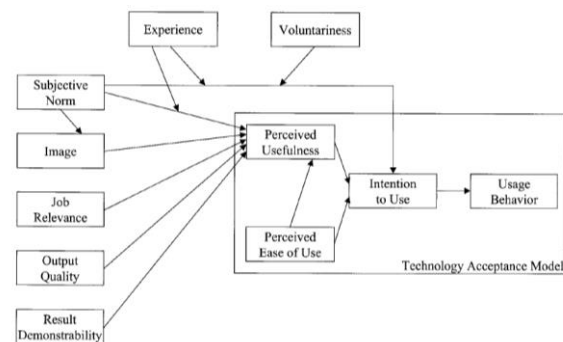 Experience
Voluntariness
Subjective
Norm
Image
Job
Relevance
Output
Quality
Result
Demonstrability
Perceived
Usefulness
Perceived
Ease of Use
Intention
to Use
Usage
Behavior
Technology Acceptance Model